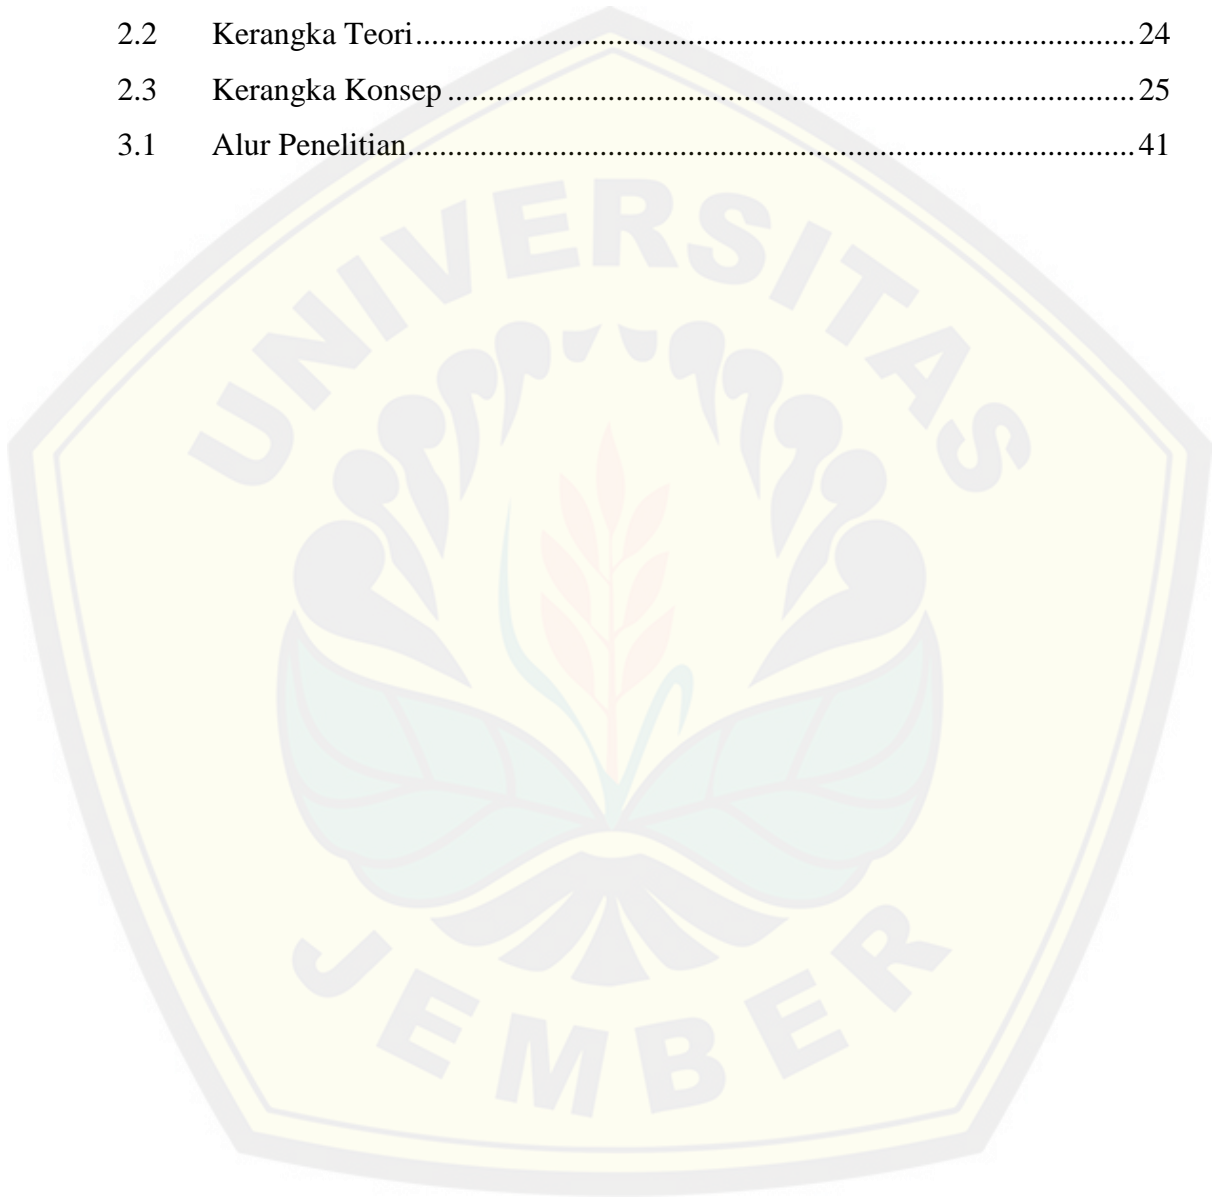 2.2 Kerangka Teori.......................................................................................... 24
2.3 Kerangka Konsep ...................................................................................... 25
3.1 Alur Penelitian........................................................................................... 41
UNIVERSITAS
JEMBER